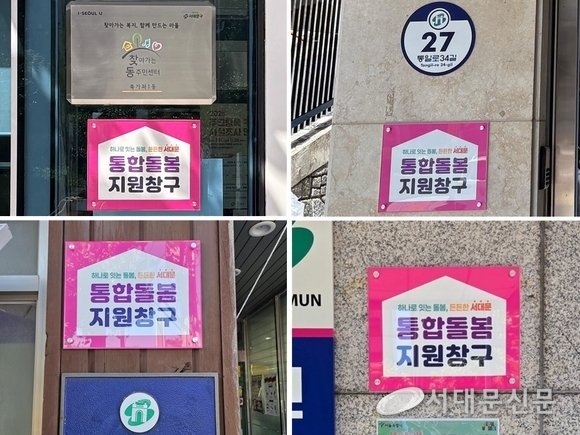 I·SEOUL·U
서대문구
찾아가는 복지, 함께 만드는 마을
찾아가는
동주민센터
하나로 잇는 돌봄, 든든한 서대문
통합돌봄
지원창구
27
통일로34길
Tongil-ro 34-gil
하나로 잇는 돌봄, 든든한 서대문
통합돌봄
지원창구
하나로 잇는 돌봄, 든든한 서대문
통합돌봄
지원창구
MUN
하나로 잇는 돌봄, 든든한 서대문
통합돌봄
지원창구
서대문신문